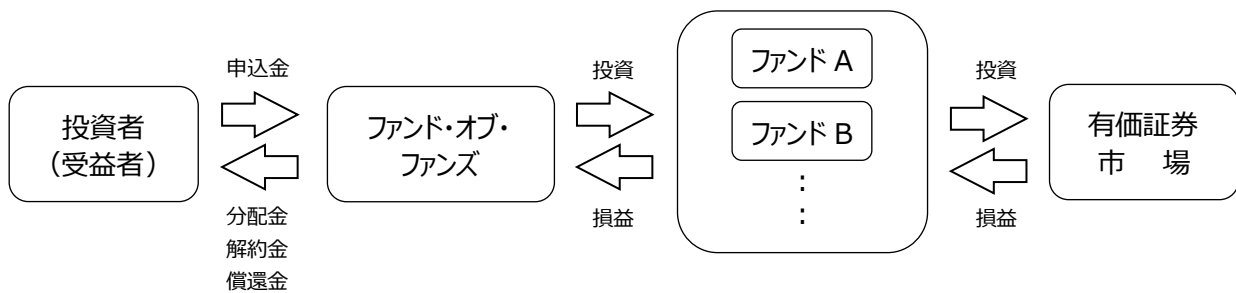 申込金
投資者
（受益者）
分配金
解約金
償還金
ファンド・オブ・
ファンズ
投資
損益
ファンド A
ファンド B
：
：
投資
損益
有価証券
市　場